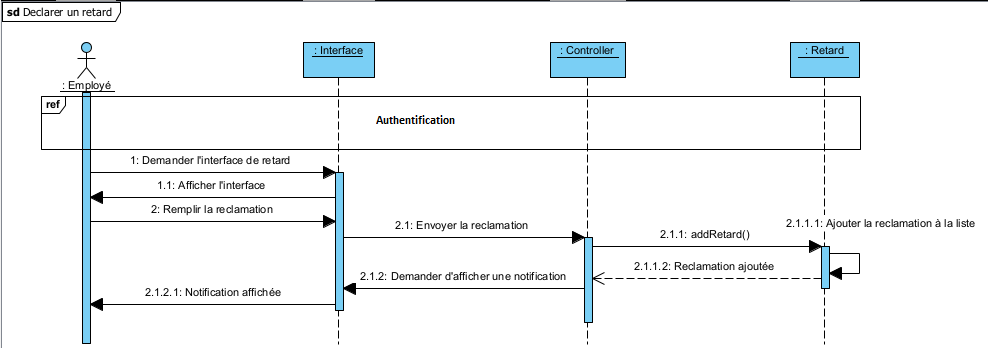 sd Declarer un retard
: Interface
: Controller
: Retard
: Employé
ref
Authentification
1: Demander l'interface de retard
1.1: Afficher l'interface
2: Remplir la reclamation
2.1: Envoyer la reclamation
2.1.1.1: Ajouter la reclamation à la liste
2.1.1: addRetard()
2.1.1.2: Reclamation ajoutée
2.1.2: Demander d'afficher une notification
2.1.2.1: Notification affichée